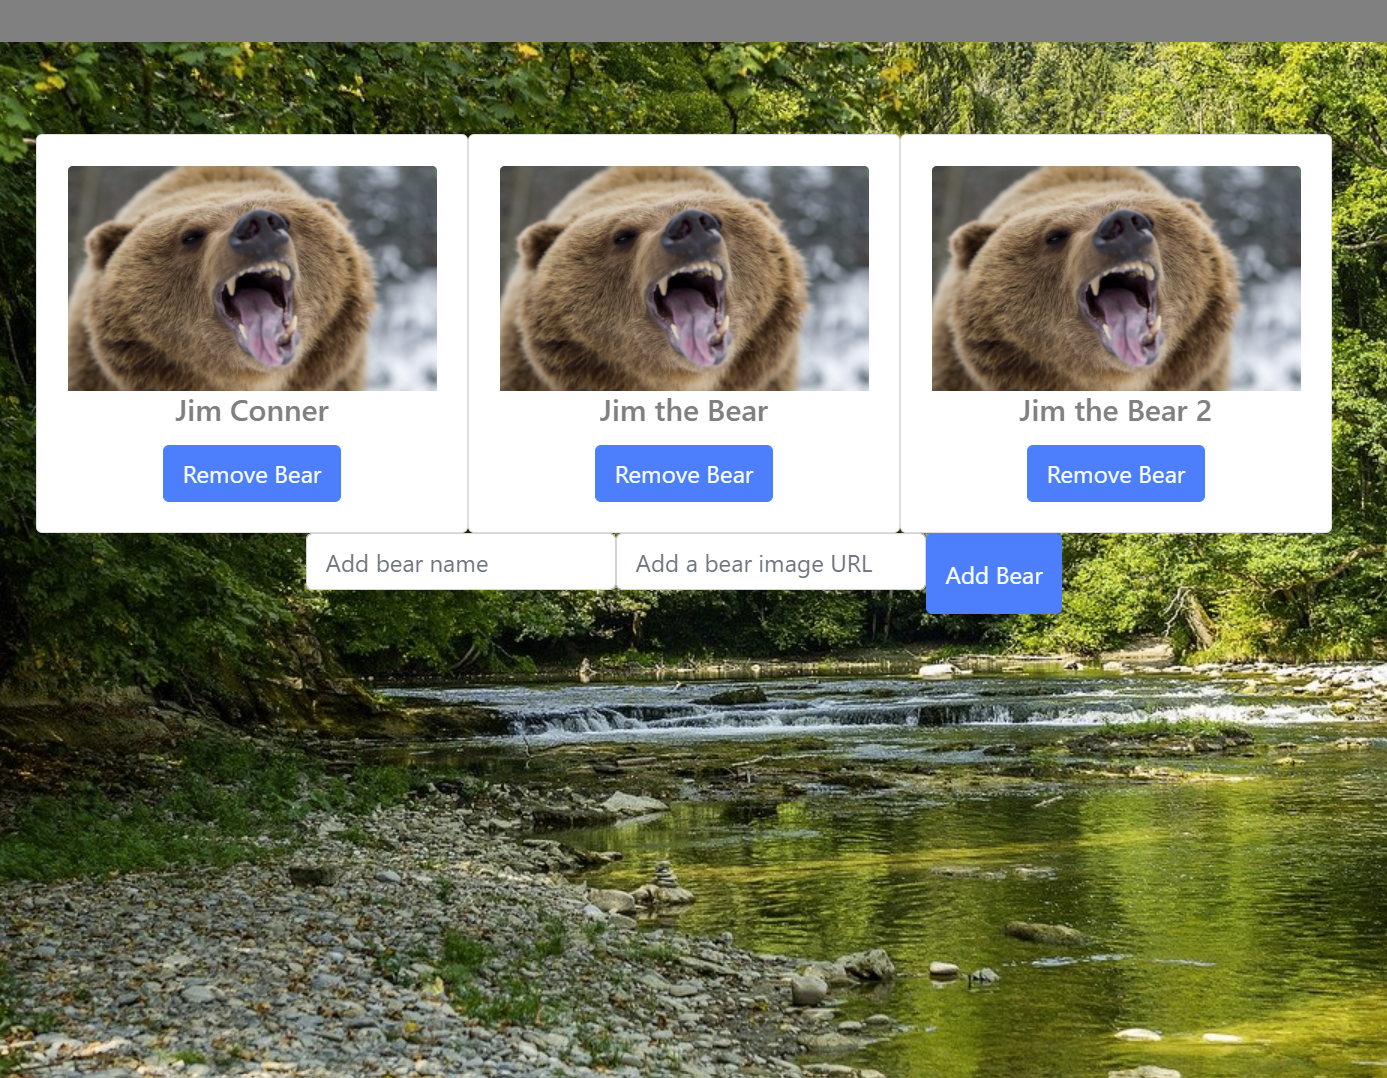 Jim Conner
Jim the Bear
Jim the Bear 2
Remove Bear
Remove Bear
Remove Bear
Add bear name
Add a bear image URL
Add Bear